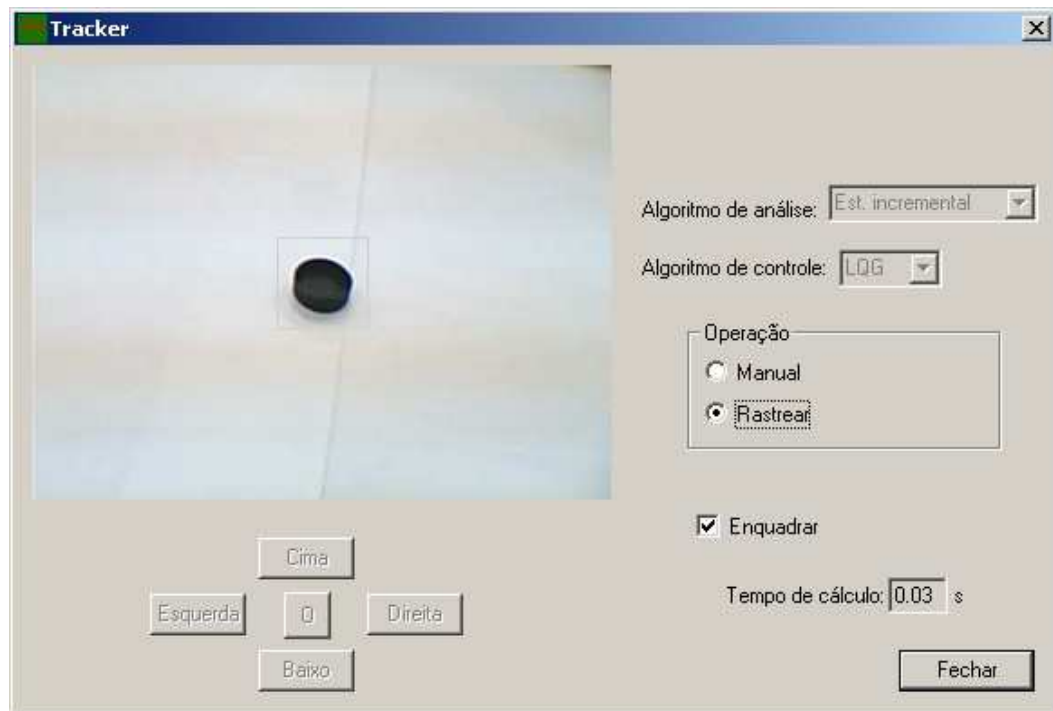 Tracker
Algoritmo de análise: Est. incremental
Algoritmo de controle: LQG
Operação
Manual
Rastrear
Enquadrar
Tempo de cálculo: 0.03 s
Cima
Esquerda 0 Direita
Baixo
Fechar